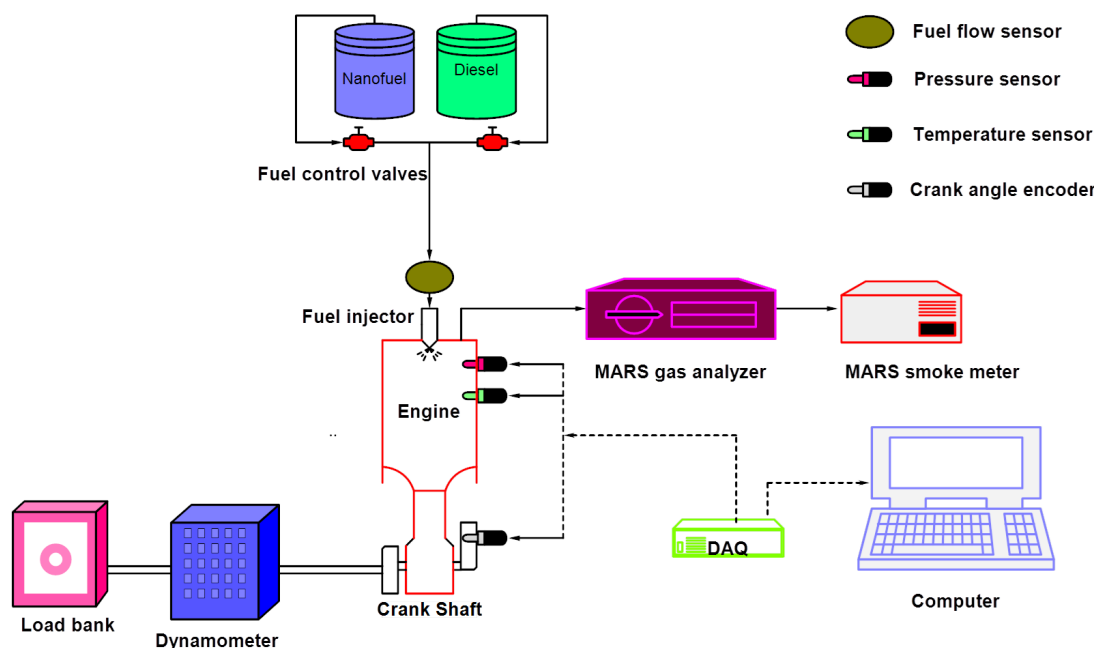 Nanofuel
Diesel
Fuel flow sensor
Pressure sensor
Temperature sensor
Crank angle encoder
Fuel control valves
Fuel injector
MARS gas analyzer
MARS smoke meter
Engine
DAQ
Crank Shaft
Computer
Load bank
Dynamometer